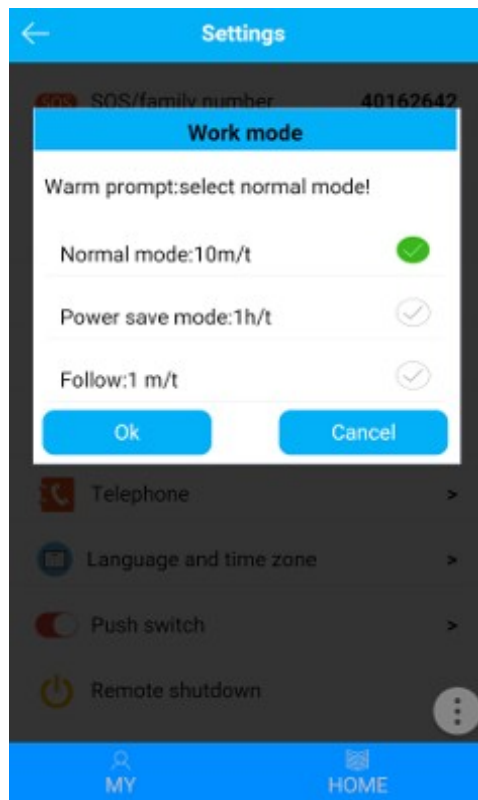 Settings
SOS SOS/family number 40162642
Work mode
Warm prompt:select normal mode!
Normal mode:10m/t
Power save mode:1h/t
Follow:1 m/t
Ok Cancel
Telephone >
Language and time zone >
Push switch >
Remote shutdown
MY HOME